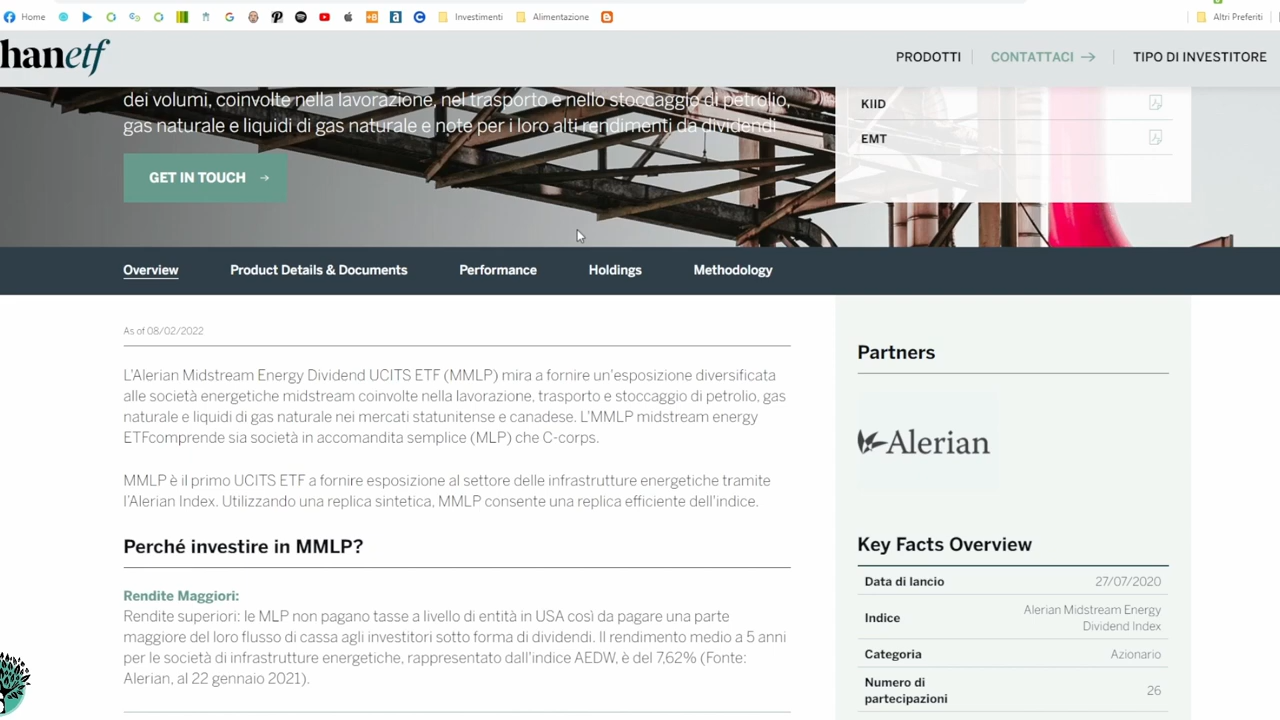 Home
Investimenti
Alimentazione
Altri Preferiti
hanetf
PRODOTTI
CONTATTACI
TIPO DI INVESTITORE
dei volumi, coinvolte nella lavorazione, nel trasporto e nello stoccaggio di petrolio,
gas naturale e liquidi di gas naturale e note per i loro alti rendimenti da dividendi
GET IN TOUCH
KIID
EMT
Overview
Product Details & Documents
Performance
Holdings
Methodology
As of 08/02/2022
L'Alerian Midstream Energy Dividend UCITS ETF (MMLP) mira a fornire un'esposizione diversificata
alle società energetiche midstream coinvolte nella lavorazione, trasporto e stoccaggio di petrolio, gas
naturale e liquidi di gas naturale nei mercati statunitense e canadese. L'MMLP midstream energy
ETFcomprende sia società in accomandita semplice (MLP) che C-corps.
MMLP è il primo UCITS ETF a fornire esposizione al settore delle infrastrutture energetiche tramite
l'Alerian Index. Utilizzando una replica sintetica, MMLP consente una replica efficiente dell'indice.
Perché investire in MMLP?
Rendite Maggiori:
Rendite superiori: le MLP non pagano tasse a livello di entità in USA così da pagare una parte
maggiore del loro flusso di cassa agli investitori sotto forma di dividendi. Il rendimento medio a 5 anni
per le società di infrastrutture energetiche, rappresentato dall'indice AEDW, è del 7,62% (Fonte:
Alerian, al 22 gennaio 2021).
Partners
Alerian
Key Facts Overview
Data di lancio
27/07/2020
Indice
Alerian Midstream Energy
Dividend Index
Categoria
Azionario
Numero di
partecipazioni
26